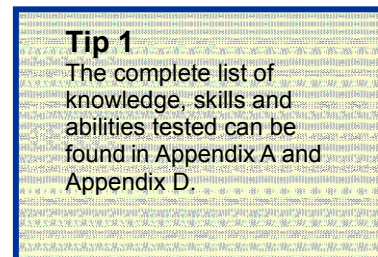 Tip 1
The complete list of
knowledge, skills and
abilities tested can be
found in Appendix A and
Appendix D.